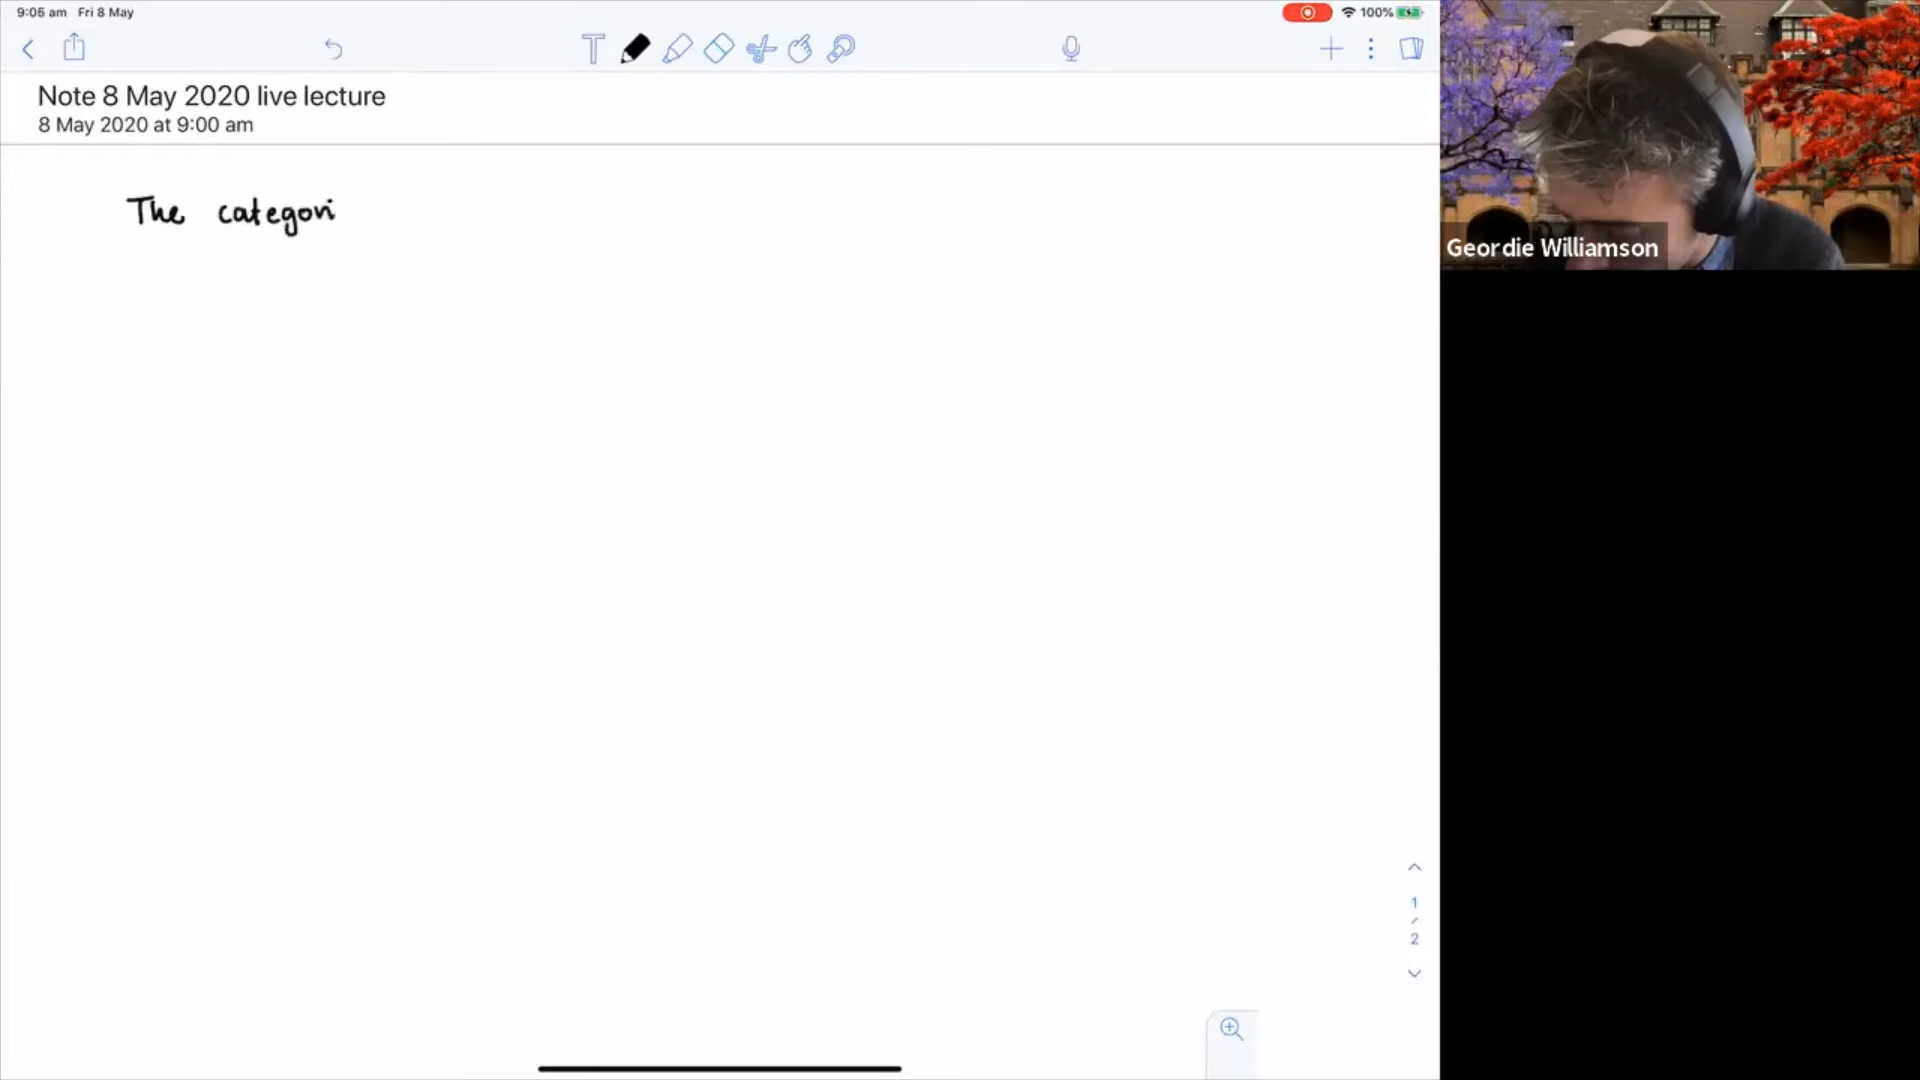 9:05 am Fri 8 May
100%
Note 8 May 2020 live lecture
8 May 2020 at 9:00 am
The categori
Geordie Williamson
1
2